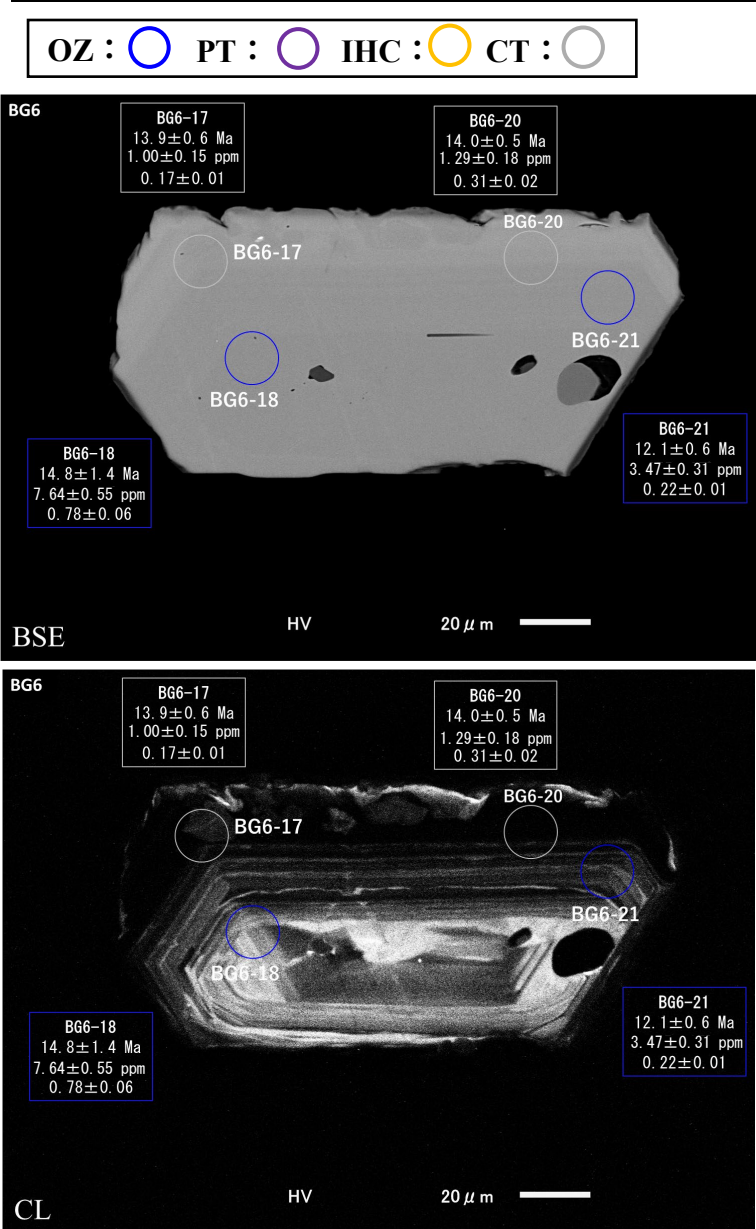 OZ : PT : IHC : CT :
BG6
BG6-17
13.9±0.6 Ma
1.00±0.15 ppm
0.17±0.01
BG6-20
14.0±0.5 Ma
1.29±0.18 ppm
0.31±0.02
BG6-17
BG6-20
BG6-21
BG6-18
BG6-18
14.8±1.4 Ma
7.64±0.55 ppm
0.78±0.06
BG6-21
12.1±0.6 Ma
3.47±0.31 ppm
0.22±0.01
BSE
HV
20μm
BG6
BG6-17
13.9±0.6 Ma
1.00±0.15 ppm
0.17±0.01
BG6-20
14.0±0.5 Ma
1.29±0.18 ppm
0.31±0.02
BG6-17
BG6-20
BG6-21
BG6-18
BG6-18
14.8±1.4 Ma
7.64±0.55 ppm
0.78±0.06
BG6-21
12.1±0.6 Ma
3.47±0.31 ppm
0.22±0.01
CL
HV
20μm